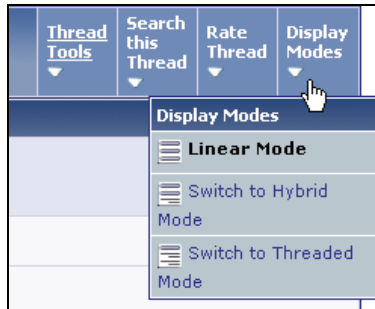 Thread
Tools
Search
this
Thread
Rate
Thread
Display
Modes
Display Modes
Linear Mode
Switch to Hybrid
Mode
Switch to Threaded
Mode